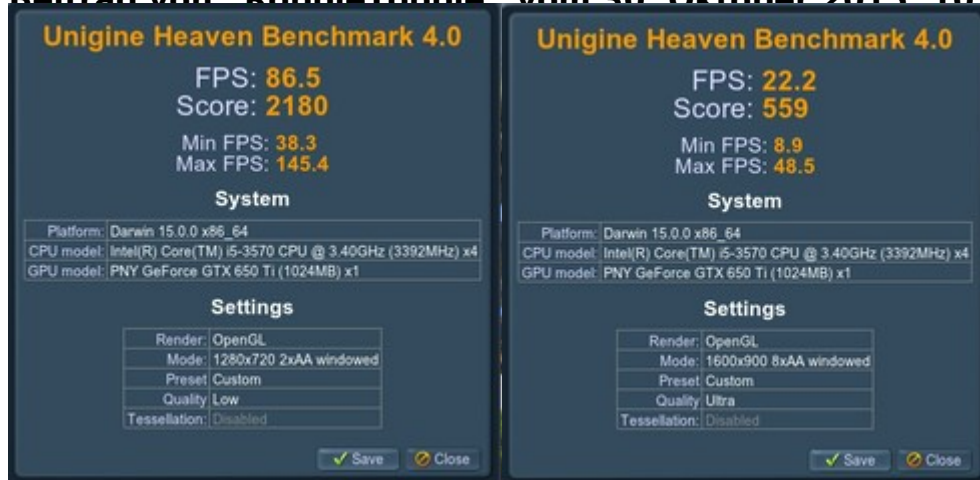 Unigine Heaven Benchmark 4.0
FPS: 86.5
Score: 2180
Min FPS: 38.3
Max FPS: 145.4
System
Platform: Darwin 15.0.0 x86_64
CPU model: Intel(R) Core(TM) i5-3570 CPU @ 3.40GHz (3392MHz) x4
GPU model: PNY GeForce GTX 650 Ti (1024MB) x1
Settings
Render: OpenGL
Mode: 1280x720 2xAA windowed
Preset Custom
Quality Low
Tessellation: Disabled
Save Close
Unigine Heaven Benchmark 4.0
FPS: 22.2
Score: 559
Min FPS: 8.9
Max FPS: 48.5
System
Platform: Darwin 15.0.0 x86_64
CPU model: Intel(R) Core(TM) i5-3570 CPU @ 3.40GHz (3392MHz) x4
GPU model: PNY GeForce GTX 650 Ti (1024MB) x1
Settings
Render: OpenGL
Mode: 1600x900 8xAA windowed
Preset Custom
Quality Ultra
Tessellation: Disabled
Save Close